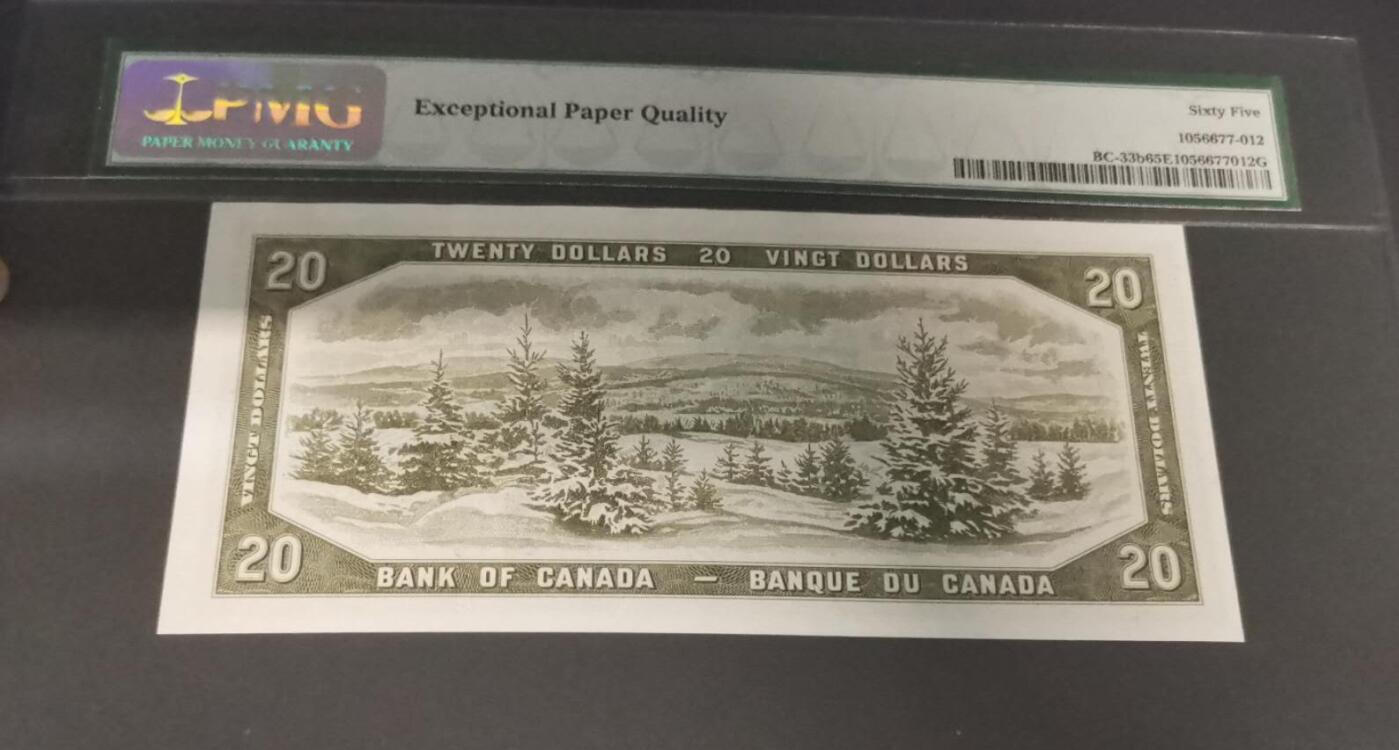 PMG
PAPER MONEY GUARANTY
Exceptional Paper Quality
Sixty Five
1056677-012
BC-33b65E1056677012G
20 TWENTY DOLLARS 20 VINGT DOLLARS 20
VINGT DOLLARS
TWENTY DOLLARS
20 BANK OF CANADA — BANQUE DU CANADA 20